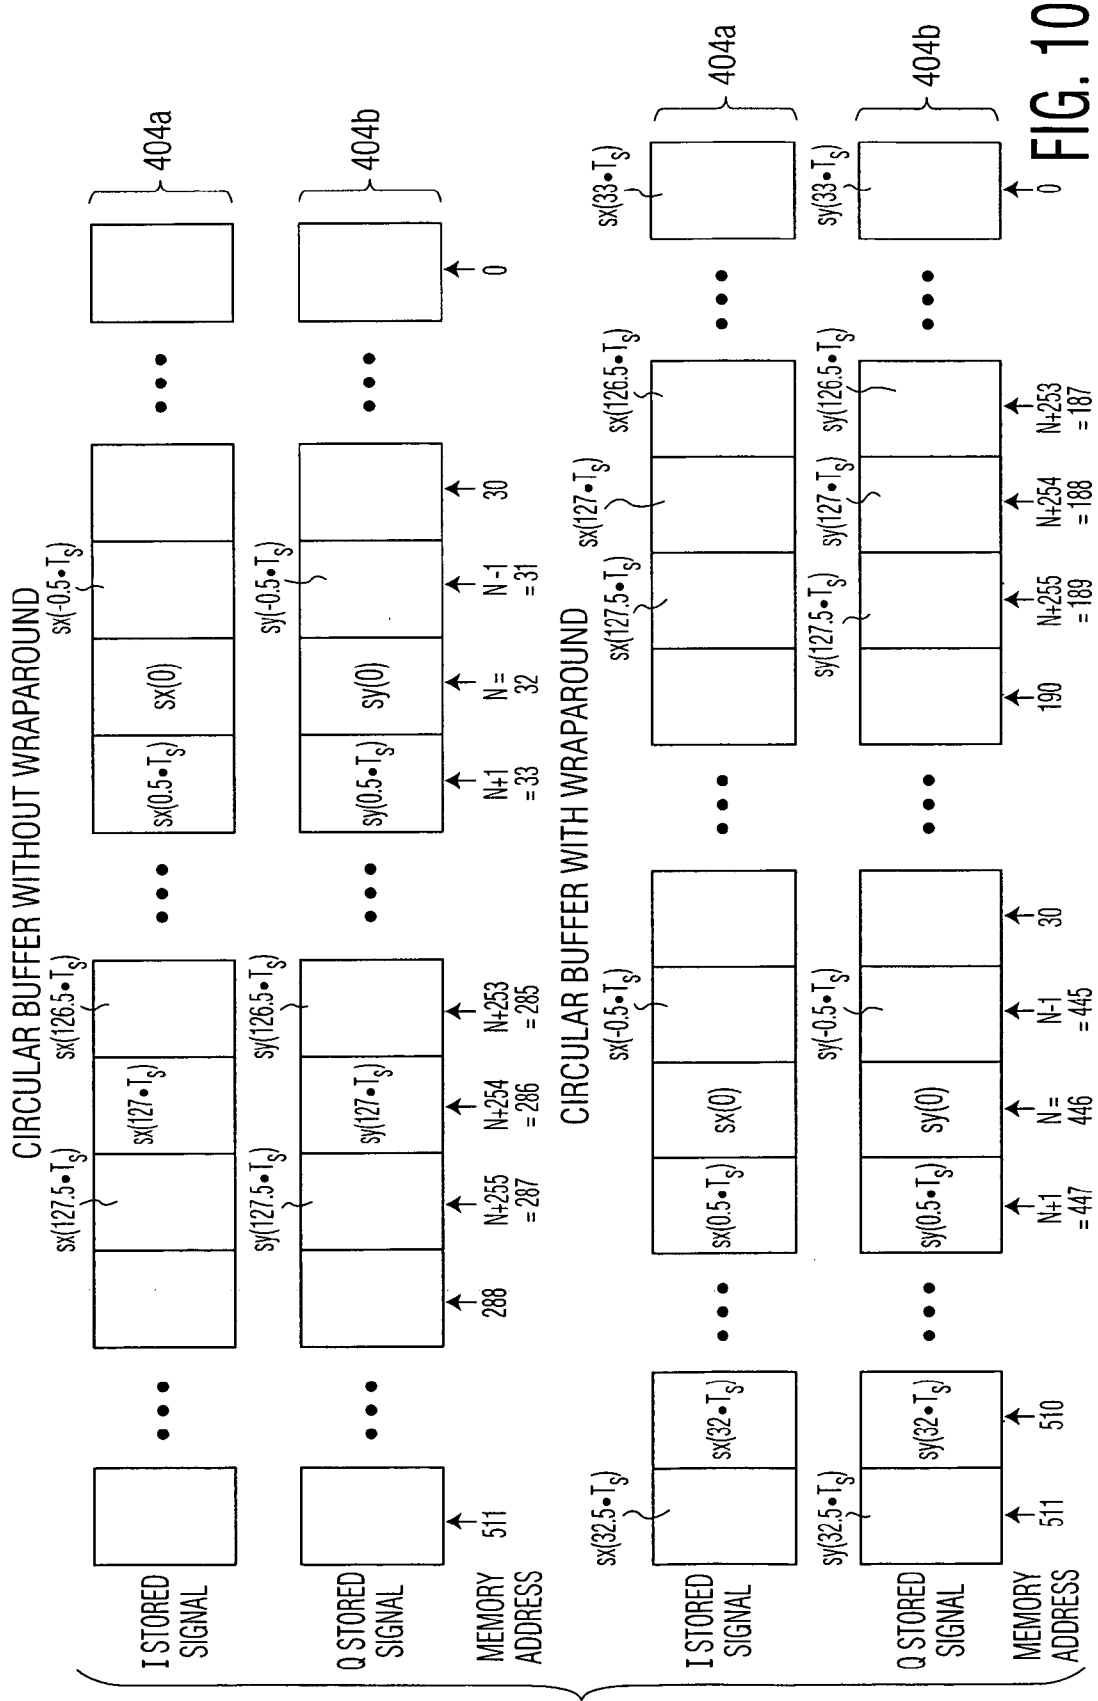 CIRCULAR BUFFER WITHOUT WRAPAROUND
sx(127.5•TS)
sx(126.5•TS)
sx(-0.5•TS)
I STORED
SIGNAL
sx(127•TS)
sx(0.5•TS)
sx(0)
404a
sy(127.5•TS)
sy(126.5•TS)
sy(-0.5•TS)
Q STORED
SIGNAL
sy(127•TS)
sy(0.5•TS)
sy(0)
404b
MEMORY
ADDRESS
511
288
N+255
= 287
N+254
= 286
N+253
= 285
N+1
= 33
N =
32
N-1
= 31
30
0
CIRCULAR BUFFER WITH WRAPAROUND
sx(32.5•TS)
sx(-0.5•TS)
sx(127.5•TS)
sx(127•TS)
sx(126.5•TS)
sx(33•TS)
I STORED
SIGNAL
sx(32•TS)
sx(0.5•TS)
sx(0)
404a
sy(32.5•TS)
sy(-0.5•TS)
sy(127.5•TS)
sy(127•TS)
sy(126.5•TS)
sy(33•TS)
Q STORED
SIGNAL
sy(32•TS)
sy(0.5•TS)
sy(0)
404b
MEMORY
ADDRESS
511
510
N+1
= 447
N =
446
N-1
= 445
30
190
N+255
= 189
N+254
= 188
N+253
= 187
0
FIG. 10